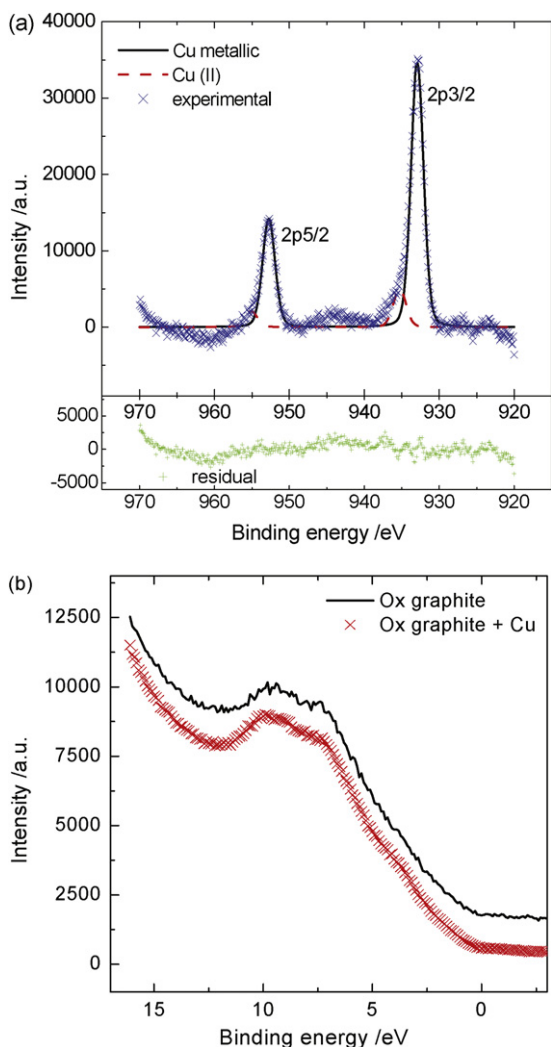 (a)
40000
30000
20000
10000
0
Intensity /a.u.
Cu metallic
Cu (II)
experimental
2p3/2
2p5/2
970 960 950 940 930 920
5000
0
-5000
residual
970 960 950 940 930 920
Binding energy /eV
(b)
12500
10000
7500
5000
2500
0
Intensity /a.u.
Ox graphite
Ox graphite + Cu
15 10 5 0
Binding energy /eV